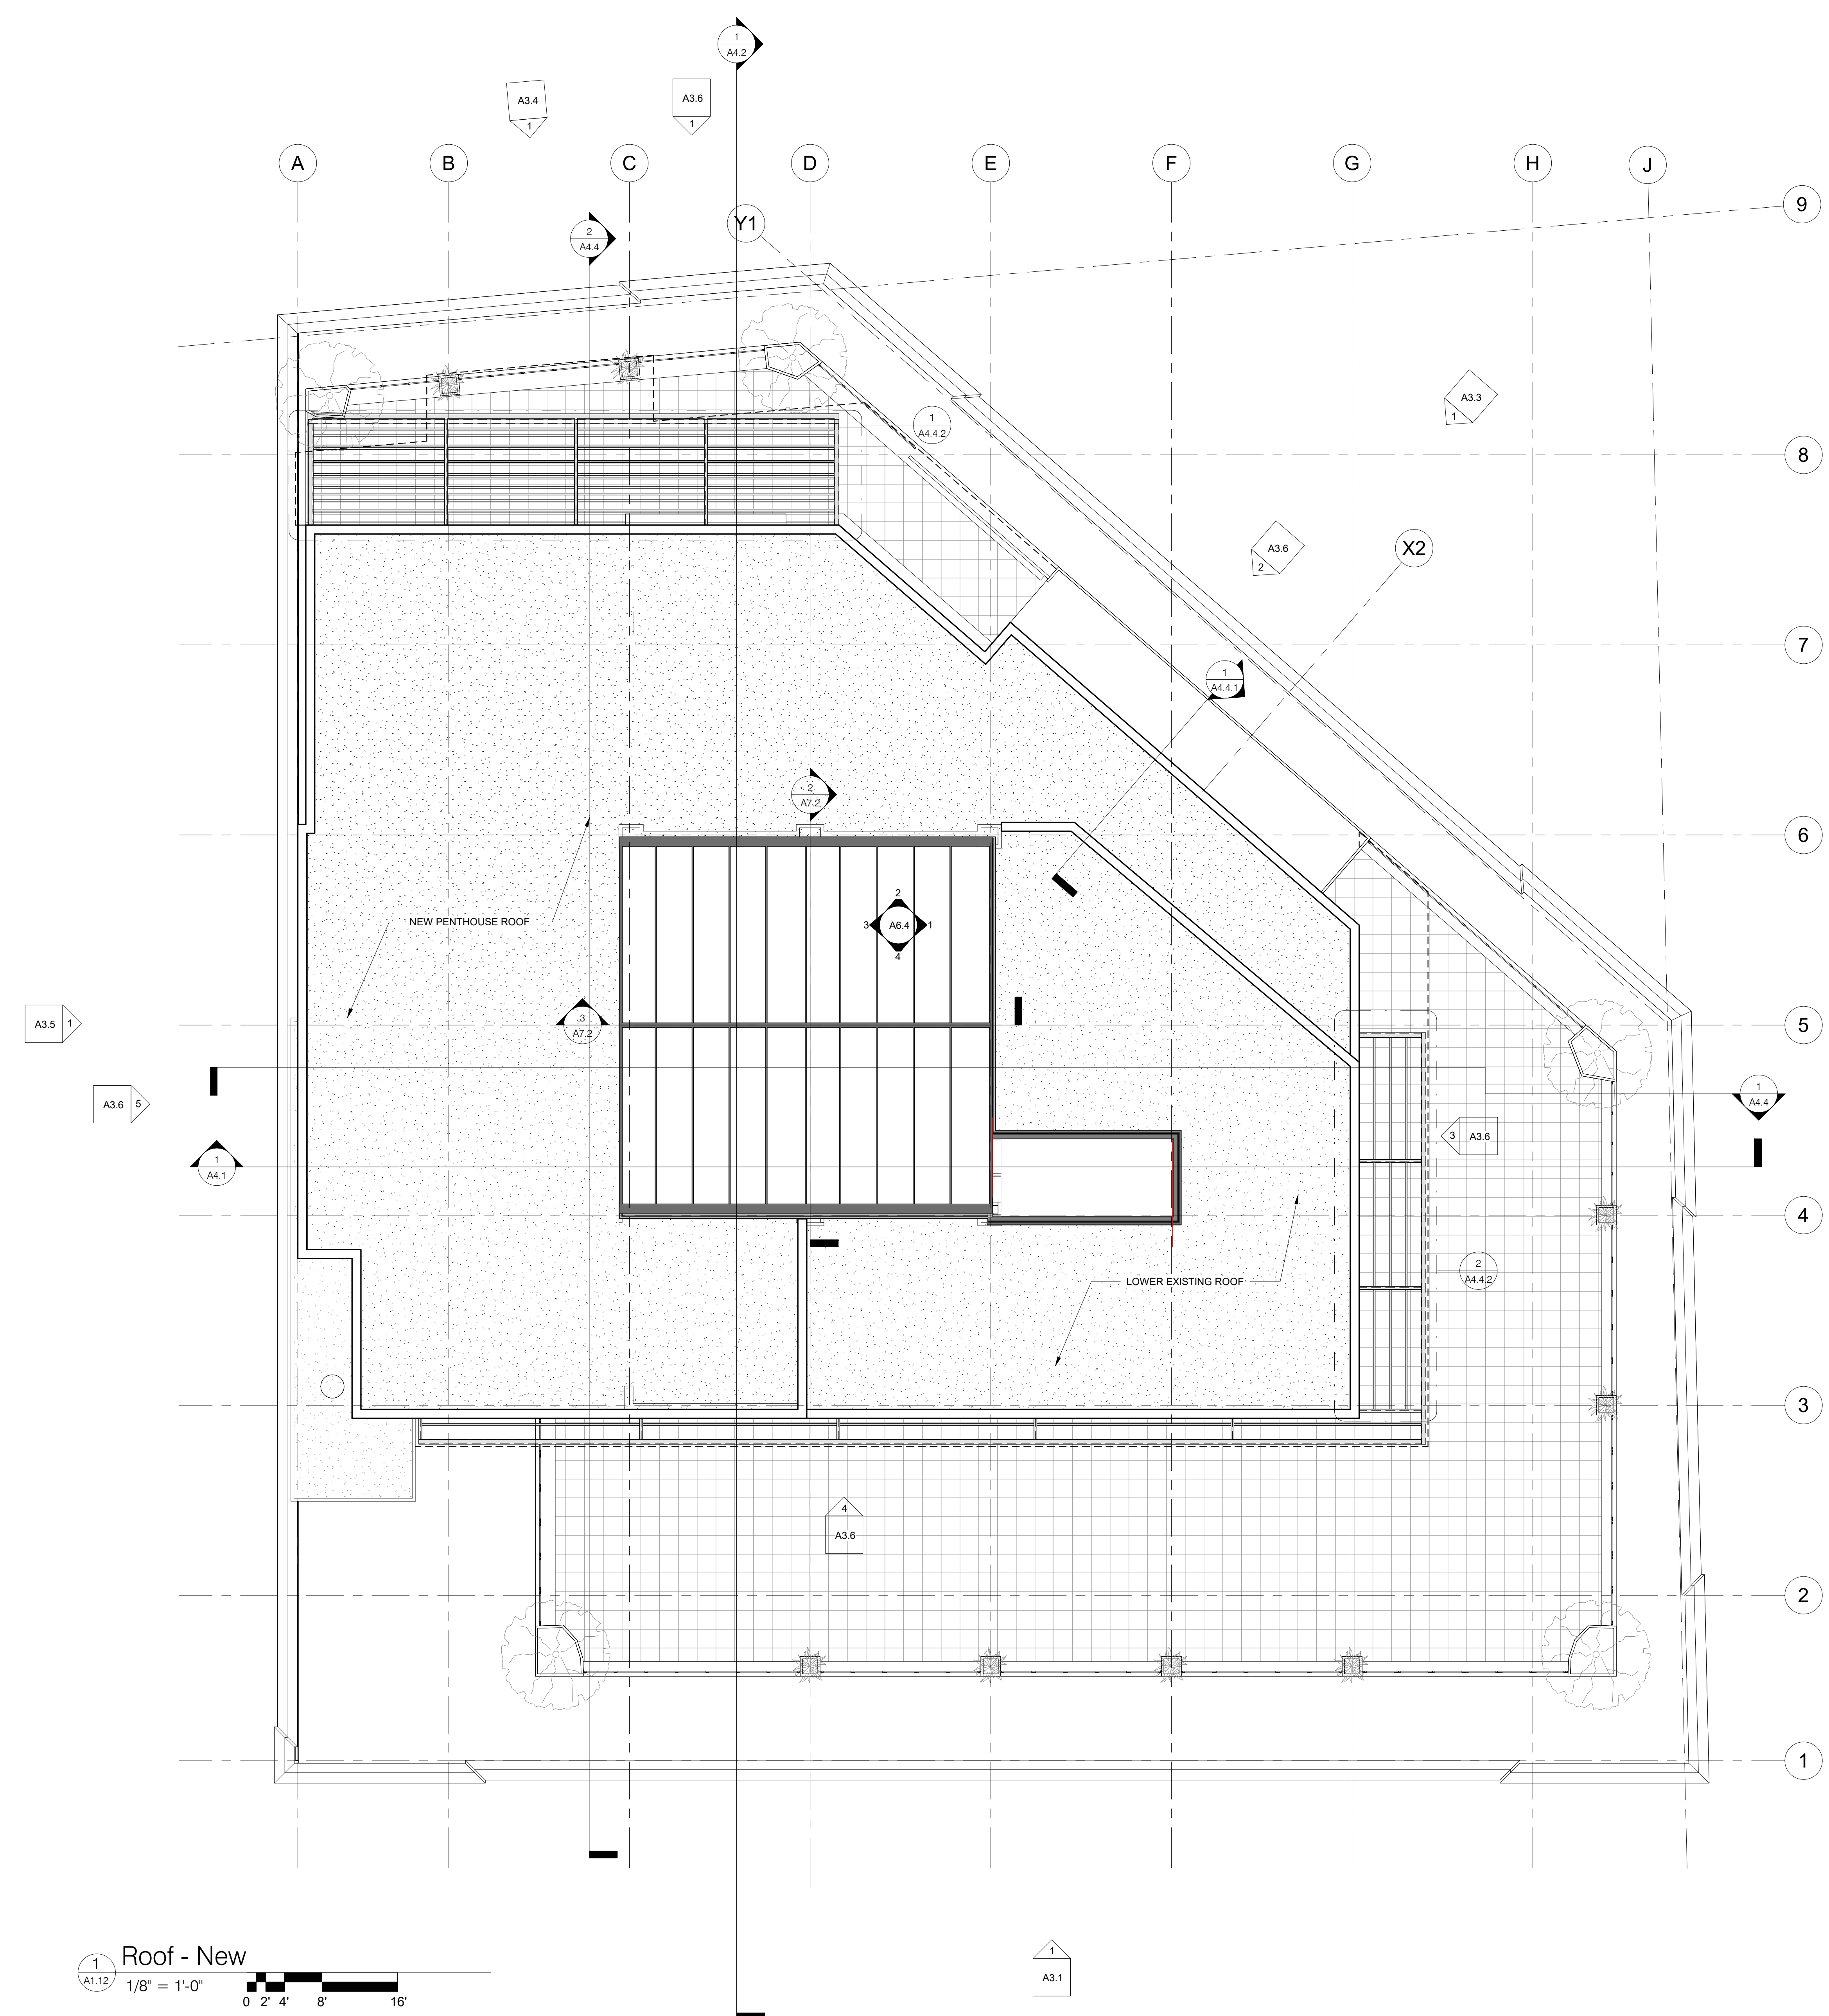 1
A4.2
A3.4
1
A3.6
1
A
B
C
D
E
F
G
H
J
9
Y1
2
A4.4
A3.3
1
1
A4.4.2
8
X2
A3.6
2
7
1
A4.4.1
2
A7.2
6
NEW PENTHOUSE ROOF
2
3
A6.4
1
4
A3.5
1
3
A7.2
5
A3.6
5
1
A4.4
3
A3.6
1
A4.1
4
LOWER EXISTING ROOF
2
A4.4.2
3
4
A3.6
2
1
1
A1.12
Roof - New
1/8" = 1'-0"
0 2' 4' 8' 16'
1
A3.1